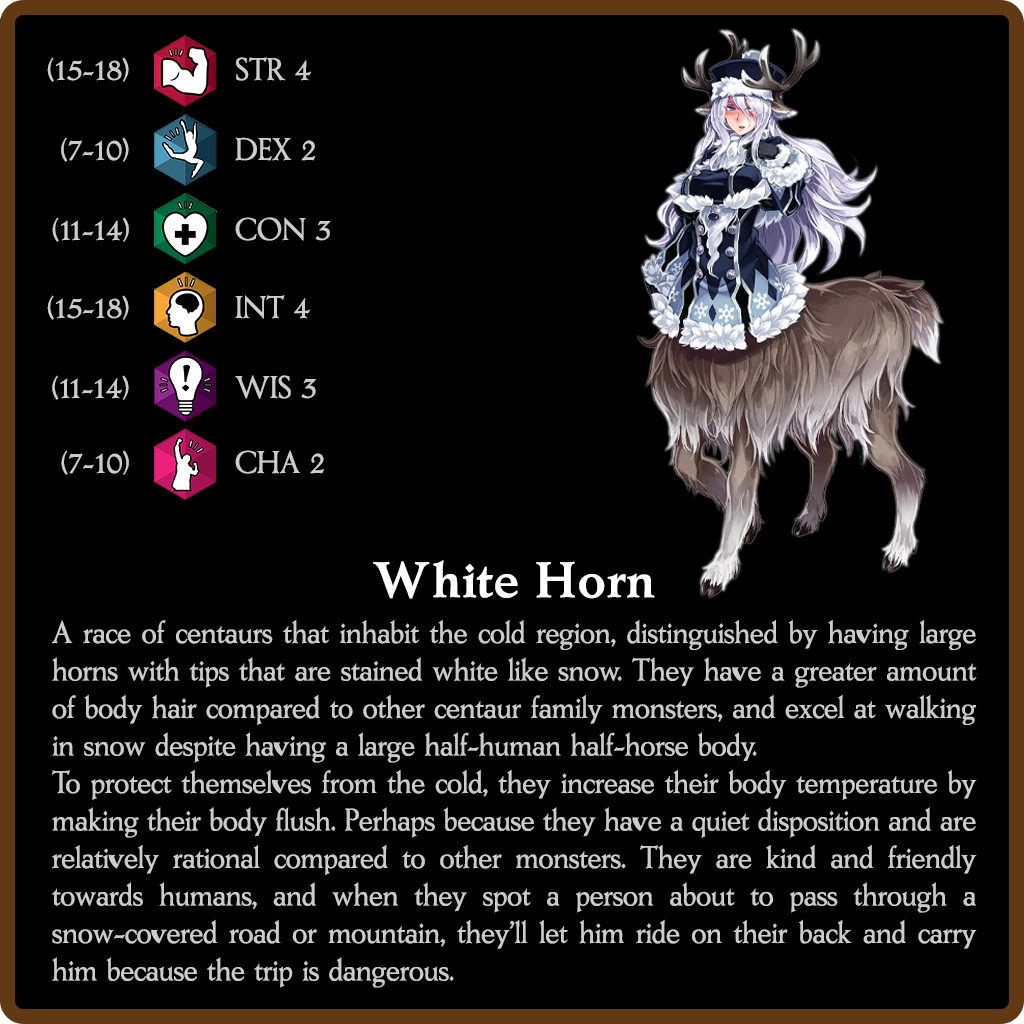 (15-18) STR 4
(7-10) DEX 2
(11-14) CON 3
(15-18) INT 4
(11-14) WIS 3
(7-10) CHA 2
White Horn
A race of centaurs that inhabit the cold region, distinguished by having large
horns with tips that are stained white like snow. They have a greater amount
of body hair compared to other centaur family monsters, and excel at walking
in snow despite having a large half-human half-horse body.
To protect themselves from the cold, they increase their body temperature by
making their body flush. Perhaps because they have a quiet disposition and are
relatively rational compared to other monsters. They are kind and friendly
towards humans, and when they spot a person about to pass through a
snow-covered road or mountain, they'll let him ride on their back and carry
him because the trip is dangerous.